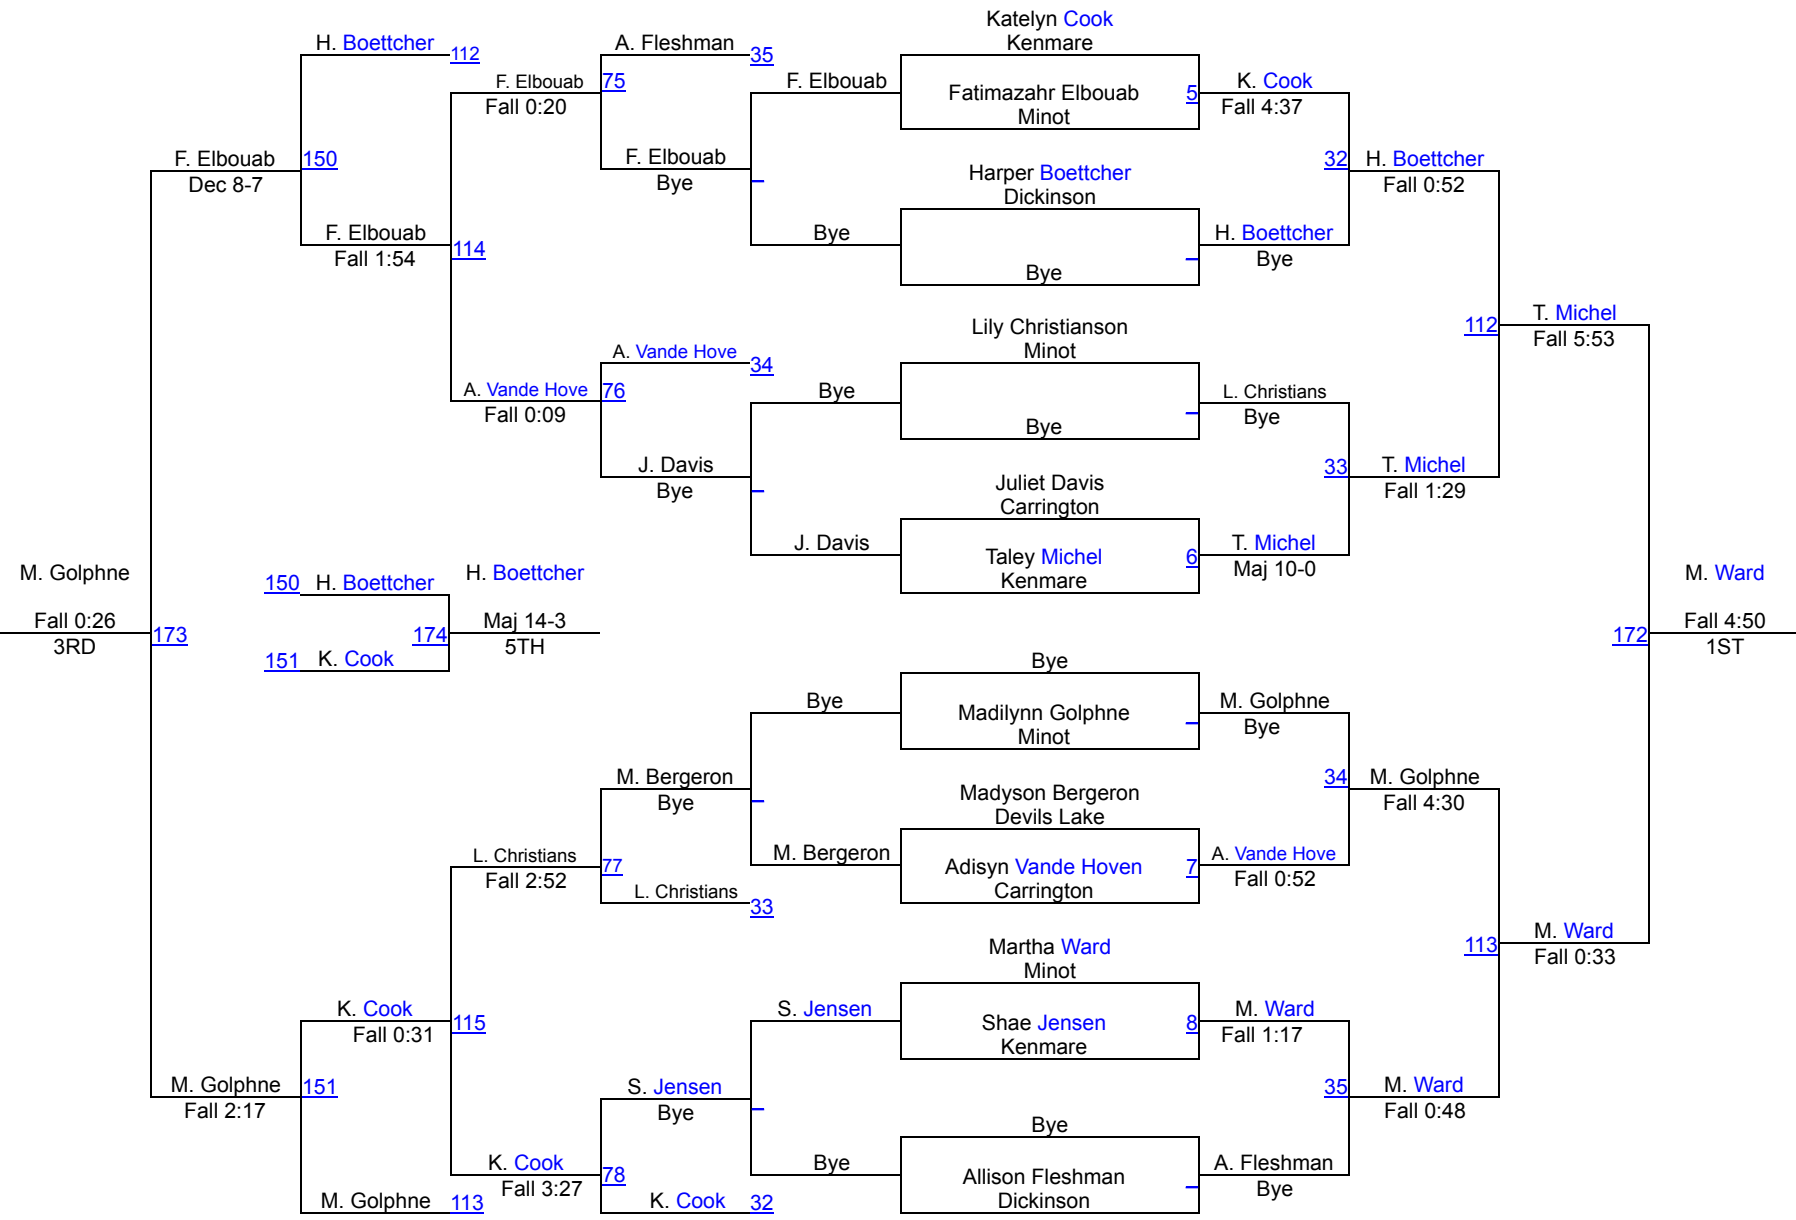 Katelyn Cook
Kenmare
H. Boettcher
112
A. Fleshman
35
F. Elbouab
Fall 0:20
75
F. Elbouab
Fatimazahr Elbouab
Minot
5
K. Cook
Fall 4:37
F. Elbouab
Dec 8-7
150
F. Elbouab
Bye
Harper Boettcher
Dickinson
32
H. Boettcher
Fall 0:52
F. Elbouab
Fall 1:54
114
Bye
Bye
H. Boettcher
Bye
Lily Christianson
Minot
112
T. Michel
Fall 5:53
A. Vande Hove
34
A. Vande Hove
Fall 0:09
76
Bye
Bye
L. Christians
Bye
J. Davis
Bye
Juliet Davis
Carrington
33
T. Michel
Fall 1:29
J. Davis
Taley Michel
Kenmare
6
T. Michel
Maj 10-0
M. Golphne
Fall 0:26
3RD
173
150
H. Boettcher
151
K. Cook
174
H. Boettcher
Maj 14-3
5TH
172
M. Ward
Fall 4:50
1ST
Bye
Bye
Madilynn Golphne
Minot
M. Golphne
Bye
M. Bergeron
Bye
Madyson Bergeron
Devils Lake
34
M. Golphne
Fall 4:30
L. Christians
Fall 2:52
77
M. Bergeron
Adisyn Vande Hoven
Carrington
7
A. Vande Hove
Fall 0:52
L. Christians
33
Martha Ward
Minot
113
M. Ward
Fall 0:33
K. Cook
Fall 0:31
115
S. Jensen
Shae Jensen
Kenmare
8
M. Ward
Fall 1:17
M. Golphne
Fall 2:17
151
S. Jensen
Bye
35
M. Ward
Fall 0:48
Bye
K. Cook
Fall 3:27
78
Bye
Allison Fleshman
Dickinson
A. Fleshman
Bye
M. Golphne
113
K. Cook
32